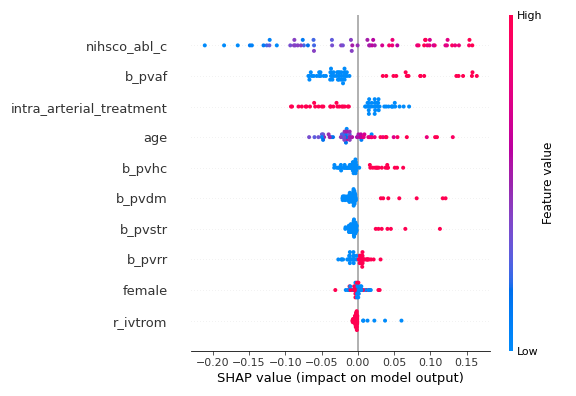 High
nihsco_abl_c
b_pvaf
intra_arterial_treatment
age
b_pvhc
b_pvdm
b_pvstr
b_pvrr
female
r_ivtrom
Feature value
Low
−0.20 −0.15 −0.10 −0.05 0.00 0.05 0.10 0.15
SHAP value (impact on model output)